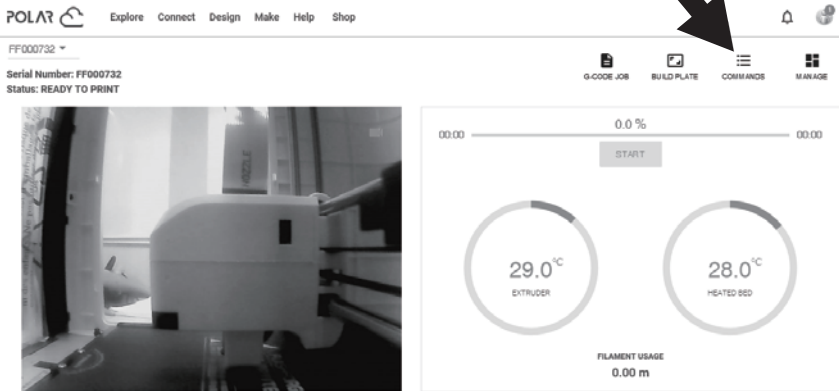 POLAR
Explore Connect Design Make Help Shop
FF000732
Serial Number: FF000732
Status: READY TO PRINT
G-CODE JOB
BUILD PLATE
COMMANDS
MANAGE
0.0 %
00:00
00:00
START
NOZZLE
29.0°C
EXTRUDER
28.0°C
HEATED BED
FILAMENT USAGE
0.00 m